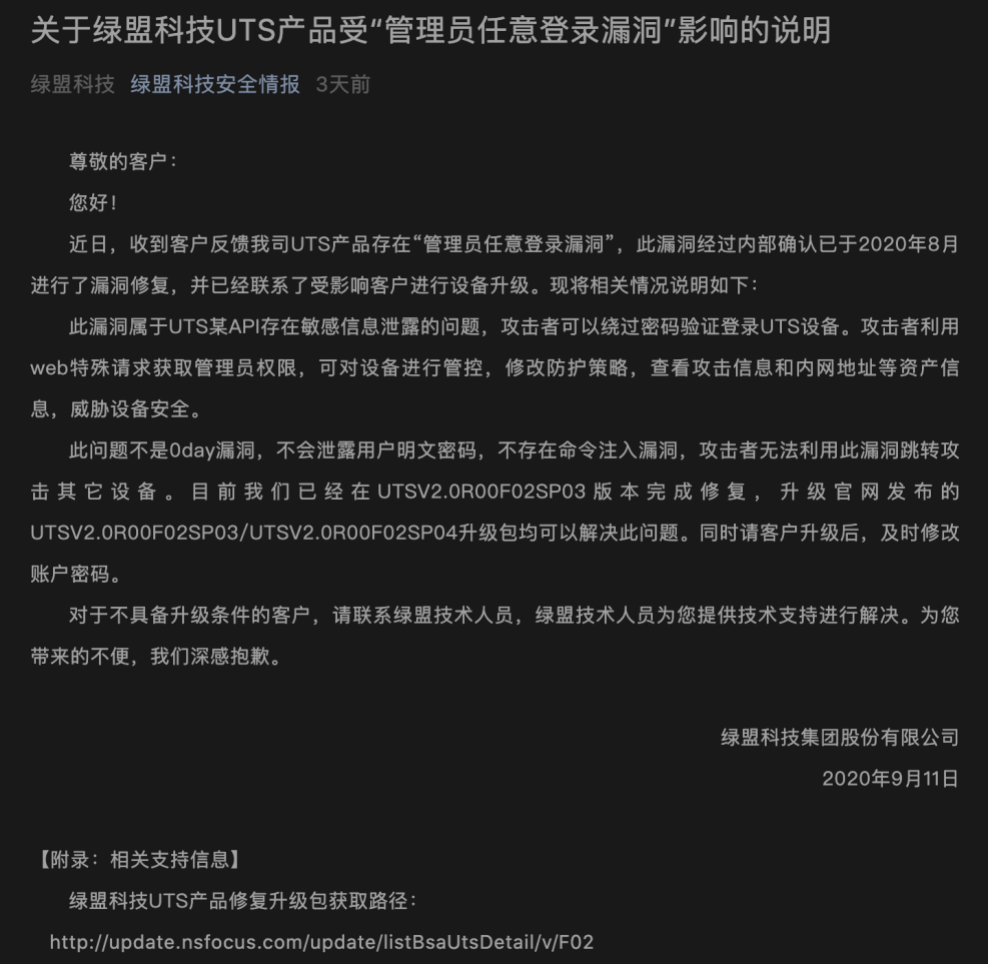 关于绿盟科技UTS产品受“管理员任意登录漏洞”影响的说明
绿盟科技 绿盟科技安全情报 3天前
尊敬的客户：
您好！
近日，收到客户反馈我司UTS产品存在“管理员任意登录漏洞”，此漏洞经过内部确认已于2020年8月
进行了漏洞修复，并已经联系了受影响客户进行设备升级。现将相关情况说明如下：
此漏洞属于UTS某API存在敏感信息泄露的问题，攻击者可以绕过密码验证登录UTS设备。攻击者利用
web特殊请求获取管理员权限，可对设备进行管控，修改防护策略，查看攻击信息和内网地址等资产信
息，威胁设备安全。
此问题不是0day漏洞，不会泄露用户明文密码，不存在命令注入漏洞，攻击者无法利用此漏洞跳转攻
击其它设备。目前我们已经在UTSV2.0R00F02SP03版本完成修复，升级官网发布的
UTSV2.0R00F02SP03/UTSV2.0R00F02SP04升级包均可以解决此问题。同时请客户升级后，及时修改
账户密码。
对于不具备升级条件的客户，请联系绿盟技术人员，绿盟技术人员为您提供技术支持进行解决。为您
带来的不便，我们深感抱歉。
绿盟科技集团股份有限公司
2020年9月11日
【附录：相关支持信息】
绿盟科技UTS产品修复升级包获取路径：
http://update.nsfocus.com/update/listBsaUtsDetail/v/F02